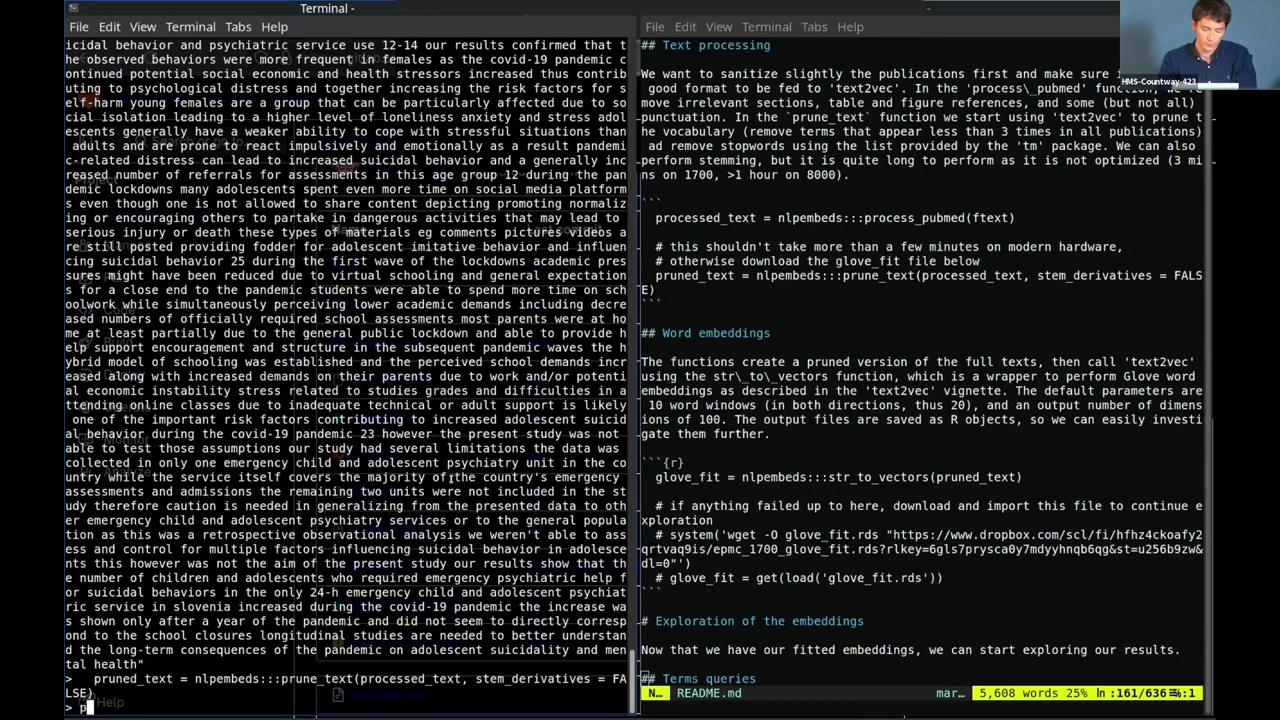 Terminal -
-
File Edit View Terminal Tabs Help
icidal behavior and psychiatric service use 12-14 our results confirmed that t
he observed behaviors were more frequent in females as the covid-19 pandemic c
ontinued potential social economic and health stressors increased thus contrib
uting to psychological distress and together increasing the risk factors for s
elf-harm young females are a group that can be particularly affected due to so
cial isolation leading to a higher level of loneliness anxiety and stress adol
escents generally have a weaker ability to cope with stressful situations than
adults and are more prone to react impulsively and emotionally as a result pandemi
c-related distress can lead to increased suicidal behavior and a generally inc
reased number of referrals for assessments in this age group 12 during the pan
demic lockdowns many adolescents spent even more time on social media platform
s even though one is not allowed to share content depicting promoting normaliz
ing or encouraging others to partake in dangerous activities that may lead to
serious injury or death these types of materials eg comments pictures videos a
re still posted providing fodder for adolescent imitative behavior and influen
cing suicidal behavior 25 during the first wave of the lockdowns academic pres
sures might have been reduced due to virtual schooling and general expectation
s for a close end to the pandemic students were able to spend more time on sch
oolwork while simultaneously perceiving lower academic demands including decre
ased numbers of officially required school assessments most parents were at ho
me at least partially due to the general public lockdown and able to provide h
elp support encouragement and structure in the subsequent pandemic waves the h
ybrid model of schooling was established and the perceived school demands incr
eased along with increased demands on their parents due to work and/or potenti
al economic instability stress related to studies grades and difficulties in a
ttending online classes due to inadequate technical or adult support is likely
one of the important risk factors contributing to increased adolescent suicid
al behavior during the covid-19 pandemic 23 however the present study was not
able to test those assumptions our study had several limitations the data was
collected in only one emergency child and adolescent psychiatry unit in the co
untry while the service itself covers the majority of the country's emergency
assessments and admissions the remaining two units were not included in the st
udy therefore caution is needed in generalizing from the presented data to oth
er emergency child and adolescent psychiatry services or to the general popula
tion as this was a retrospective observational analysis we weren't able to ass
ess and control for multiple factors influencing suicidal behavior in adolesce
nts this however was not the aim of the present study our results show that th
e number of children and adolescents who required emergency psychiatric help f
or suicidal behaviors in the only 24-h emergency child and adolescent psychiat
ric service in slovenia increased during the covid-19 pandemic the increase wa
s shown only after a year of the pandemic and did not seem to directly corresp
ond to the school closures longitudinal studies are needed to better understan
d the long-term consequences of the pandemic on adolescent suicidality and men
tal health"
> pruned_text = nlpembeds:::prune_text(processed_text, stem_derivatives = FA
LSE)
> p
Help
File Edit View Terminal Tabs Help
HMS-Countway-423
## Text processing
We want to sanitize slightly the publications first and make sure
good format to be fed to 'text2vec'. In the 'process\_pubmed' function, we re
move irrelevant sections, table and figure references, and some (but not all)
punctuation. In the `prune_text` function we start using 'text2vec' to prune t
he vocabulary (remove terms that appear less than 3 times in all publications)
ad remove stopwords using the list provided by the 'tm' package. We can also
perform stemming, but it is quite long to perform as it is not optimized (3 mi
ns on 1700, >1 hour on 8000).
```
processed_text = nlpembeds:::process_pubmed(ftext)
# this shouldn't take more than a few minutes on modern hardware,
# otherwise download the glove_fit file below
pruned_text = nlpembeds:::prune_text(processed_text, stem_derivatives = FALS
E)
```
## Word embeddings
The functions create a pruned version of the full texts, then call 'text2vec'
using the str\_to\_vectors function, which is a wrapper to perform Glove word
embeddings as described in the 'text2vec' vignette. The default parameters are
10 word windows (in both directions, thus 20), and an output number of dimens
ions of 100. The output files are saved as R objects, so we can easily investi
gate them further.
```{r}
glove_fit = nlpembeds:::str_to_vectors(pruned_text)
# if anything failed up to here, download and import this file to continue e
xploration
# system('wget -O glove_fit.rds "https://www.dropbox.com/scl/fi/hfhz4ckoafy2
qrtvaq9is/epmc_1700_glove_fit.rds?rlkey=6gls7prysca0y7mdyyhnqb6qg&st=u256b9zw&
dl=0"')
# glove_fit = get(load('glove_fit.rds'))
```
# Exploration of the embeddings
Now that we have our fitted embeddings, we can start exploring our results.
## Terms queries
N… README.md mar… 5,608 words 25% ln :161/636 ☰%:1